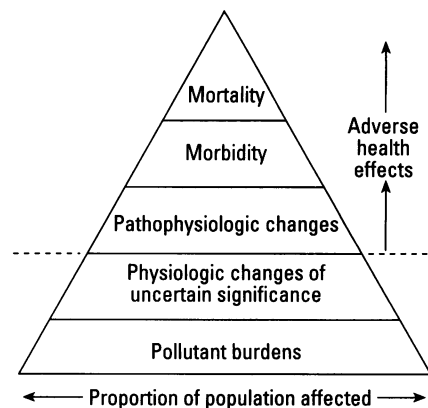 Mortality
Adverse
health
effects
Morbidity
Pathophysiologic changes
Physiologic changes of
uncertain significance
Pollutant burdens
Proportion of population affected